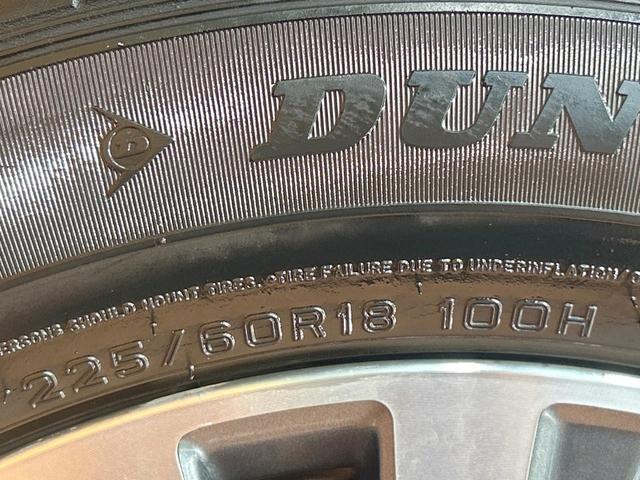 DUN
ERSONS SHOULD MOUNT TIRES. •TIRE FAILURE DUE TO UNDERINFLATION/
225/60R18 100H